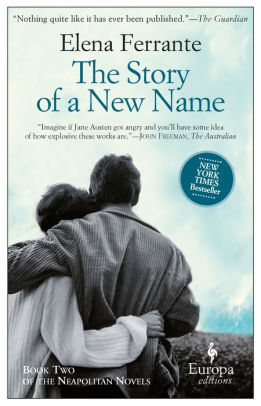 "Nothing quite like it has ever been published."—The Guardian
Elena Ferrante
The Story
of a New Name
"Imagine if Jane Austen got angry and you'll have some idea
of how explosive these works are."—JOHN FREEMAN, The Australian
NEW
YORK
TIMES
Bestseller
BOOK TWO
OF THE NEAPOLITAN NOVELS
Europa
editions